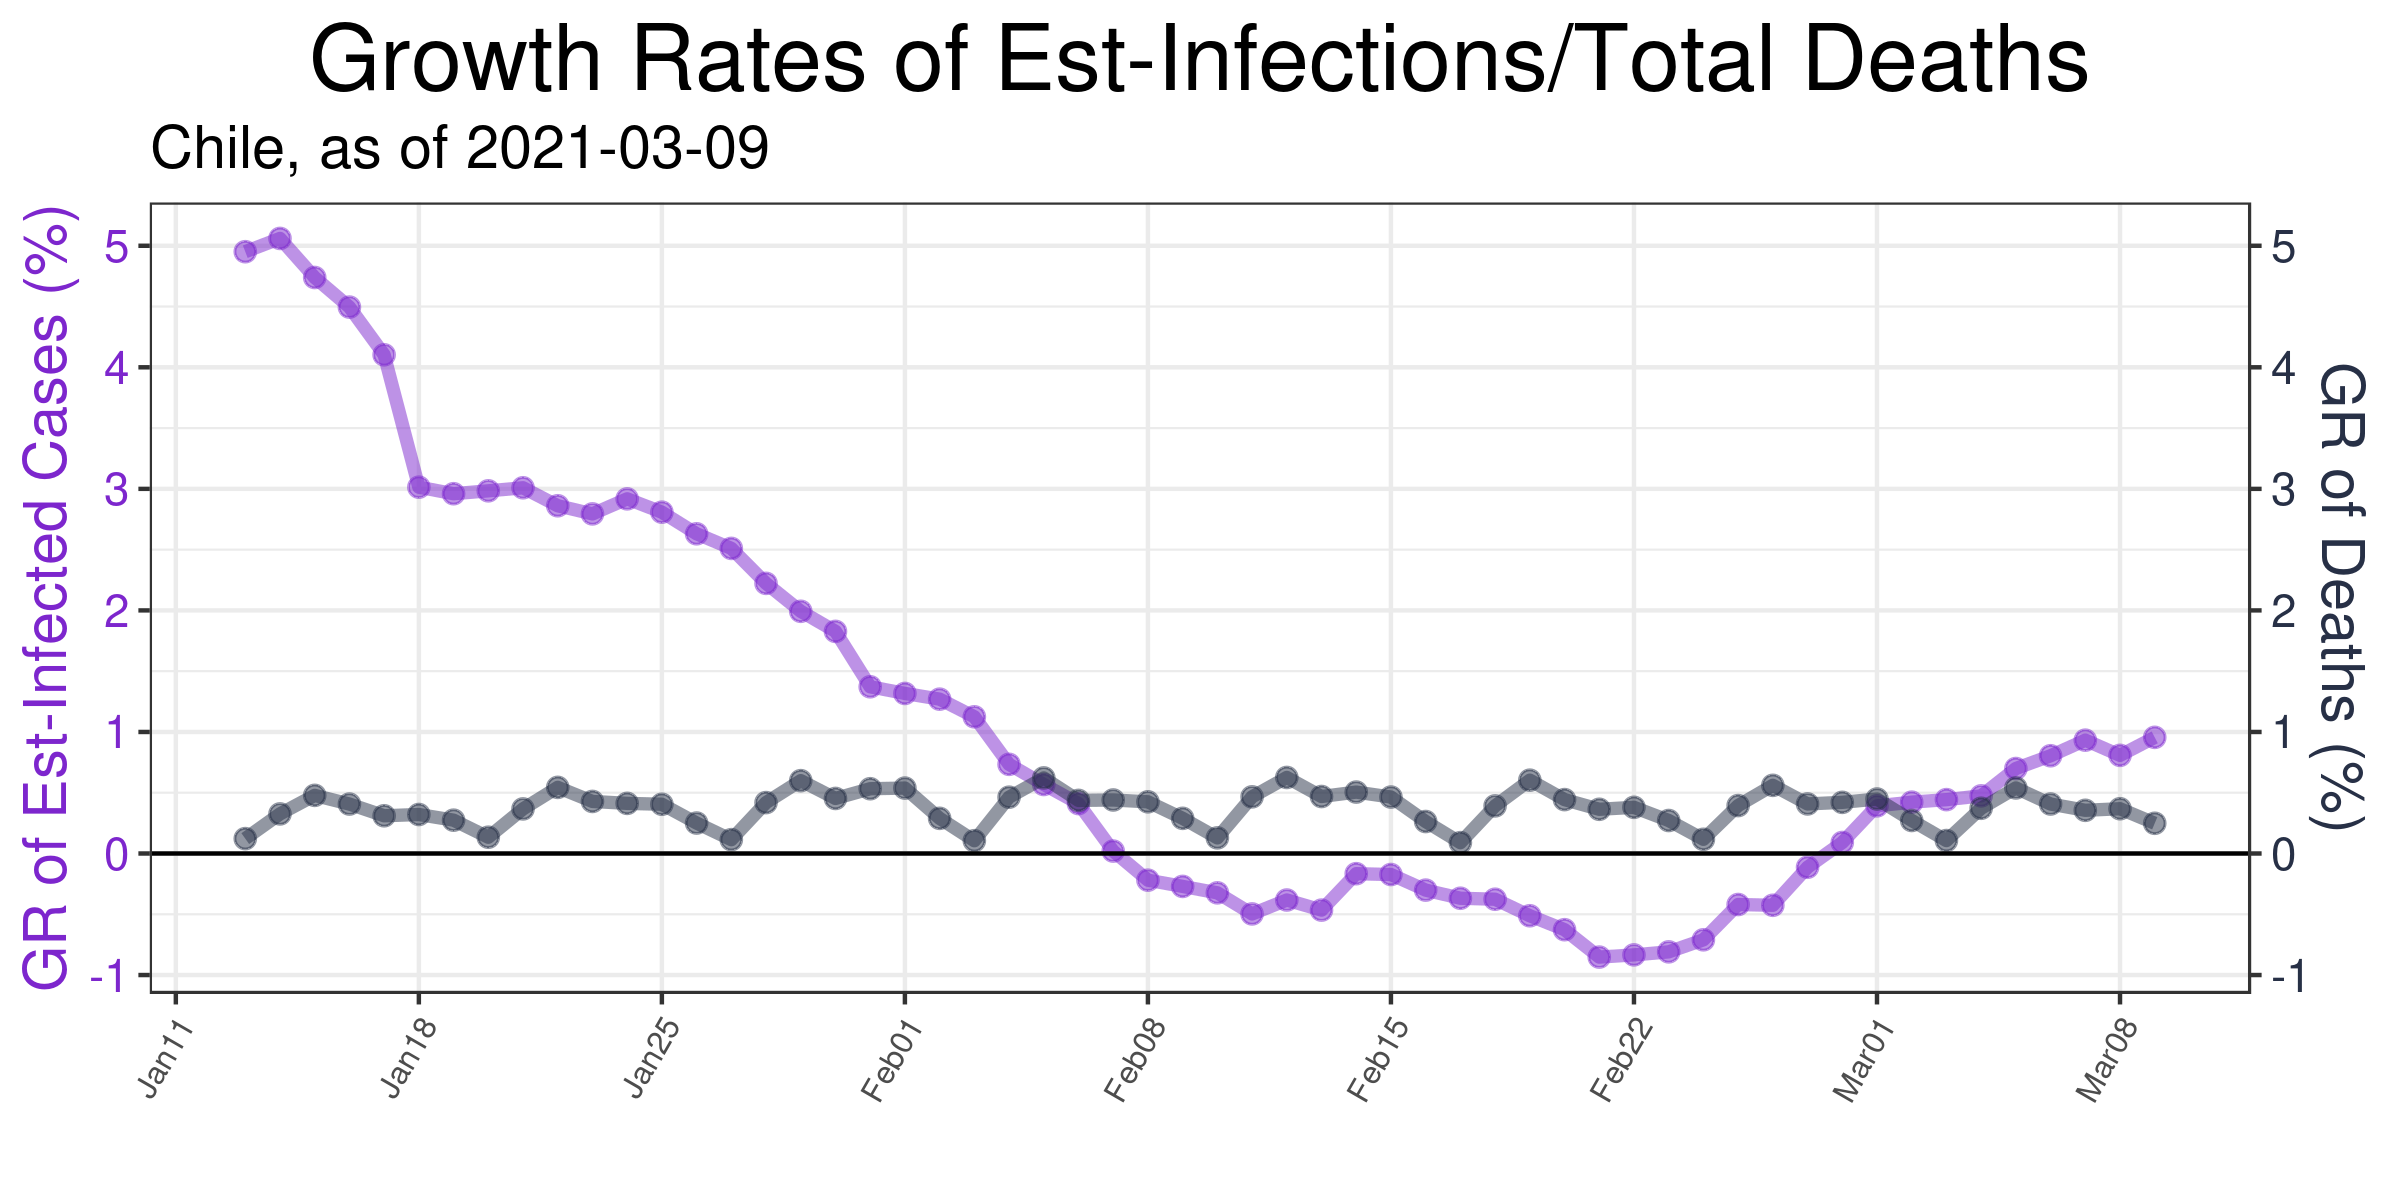 Growth Rates of Est-Infections/Total Deaths
Chile, as of 2021-03-09
GR of Est-Infected Cases (%)
5
4
3
2
1
0
-1
5
4
3
2
1
0
-1
GR of Deaths (%)
Jan11
Jan18
Jan25
Feb01
Feb08
Feb15
Feb22
Mar01
Mar08